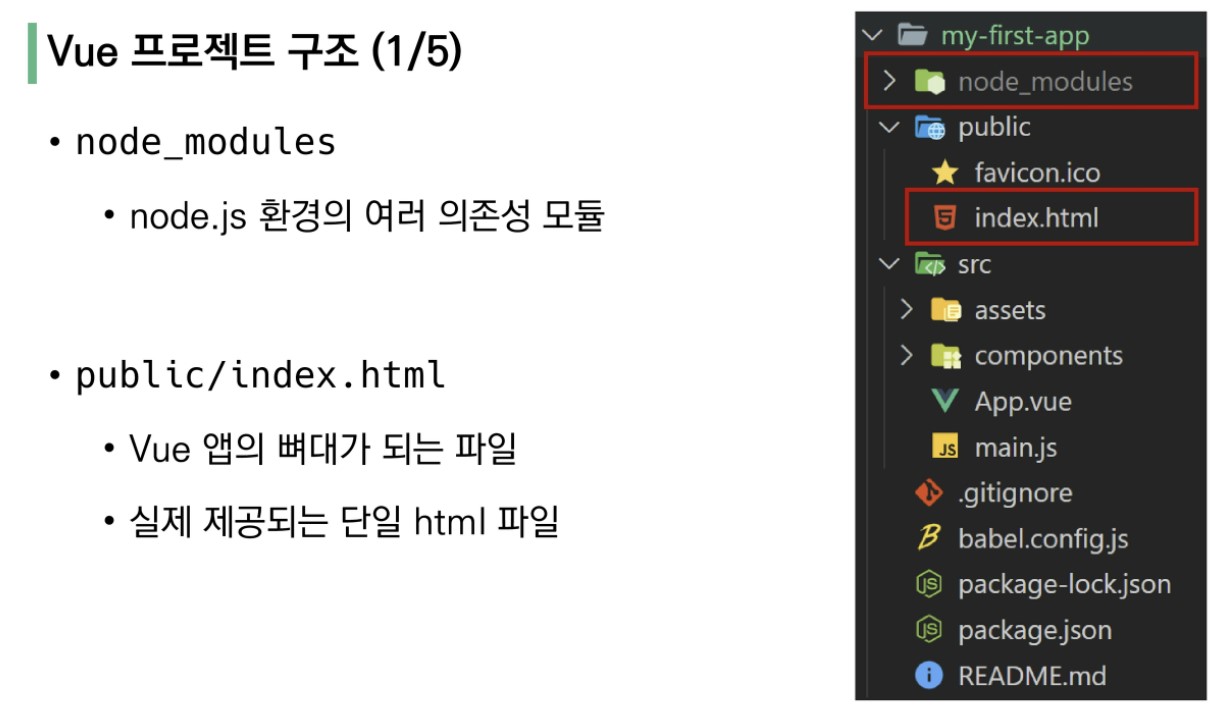 Vue 프로젝트 구조 (1/5)
• node_modules
• node.js 환경의 여러 의존성 모듈
• public/index.html
• Vue 앱의 뼈대가 되는 파일
• 실제 제공되는 단일 html 파일
my-first-app
node_modules
public
favicon.ico
index.html
src
assets
components
App.vue
main.js
.gitignore
babel.config.js
package-lock.json
package.json
README.md